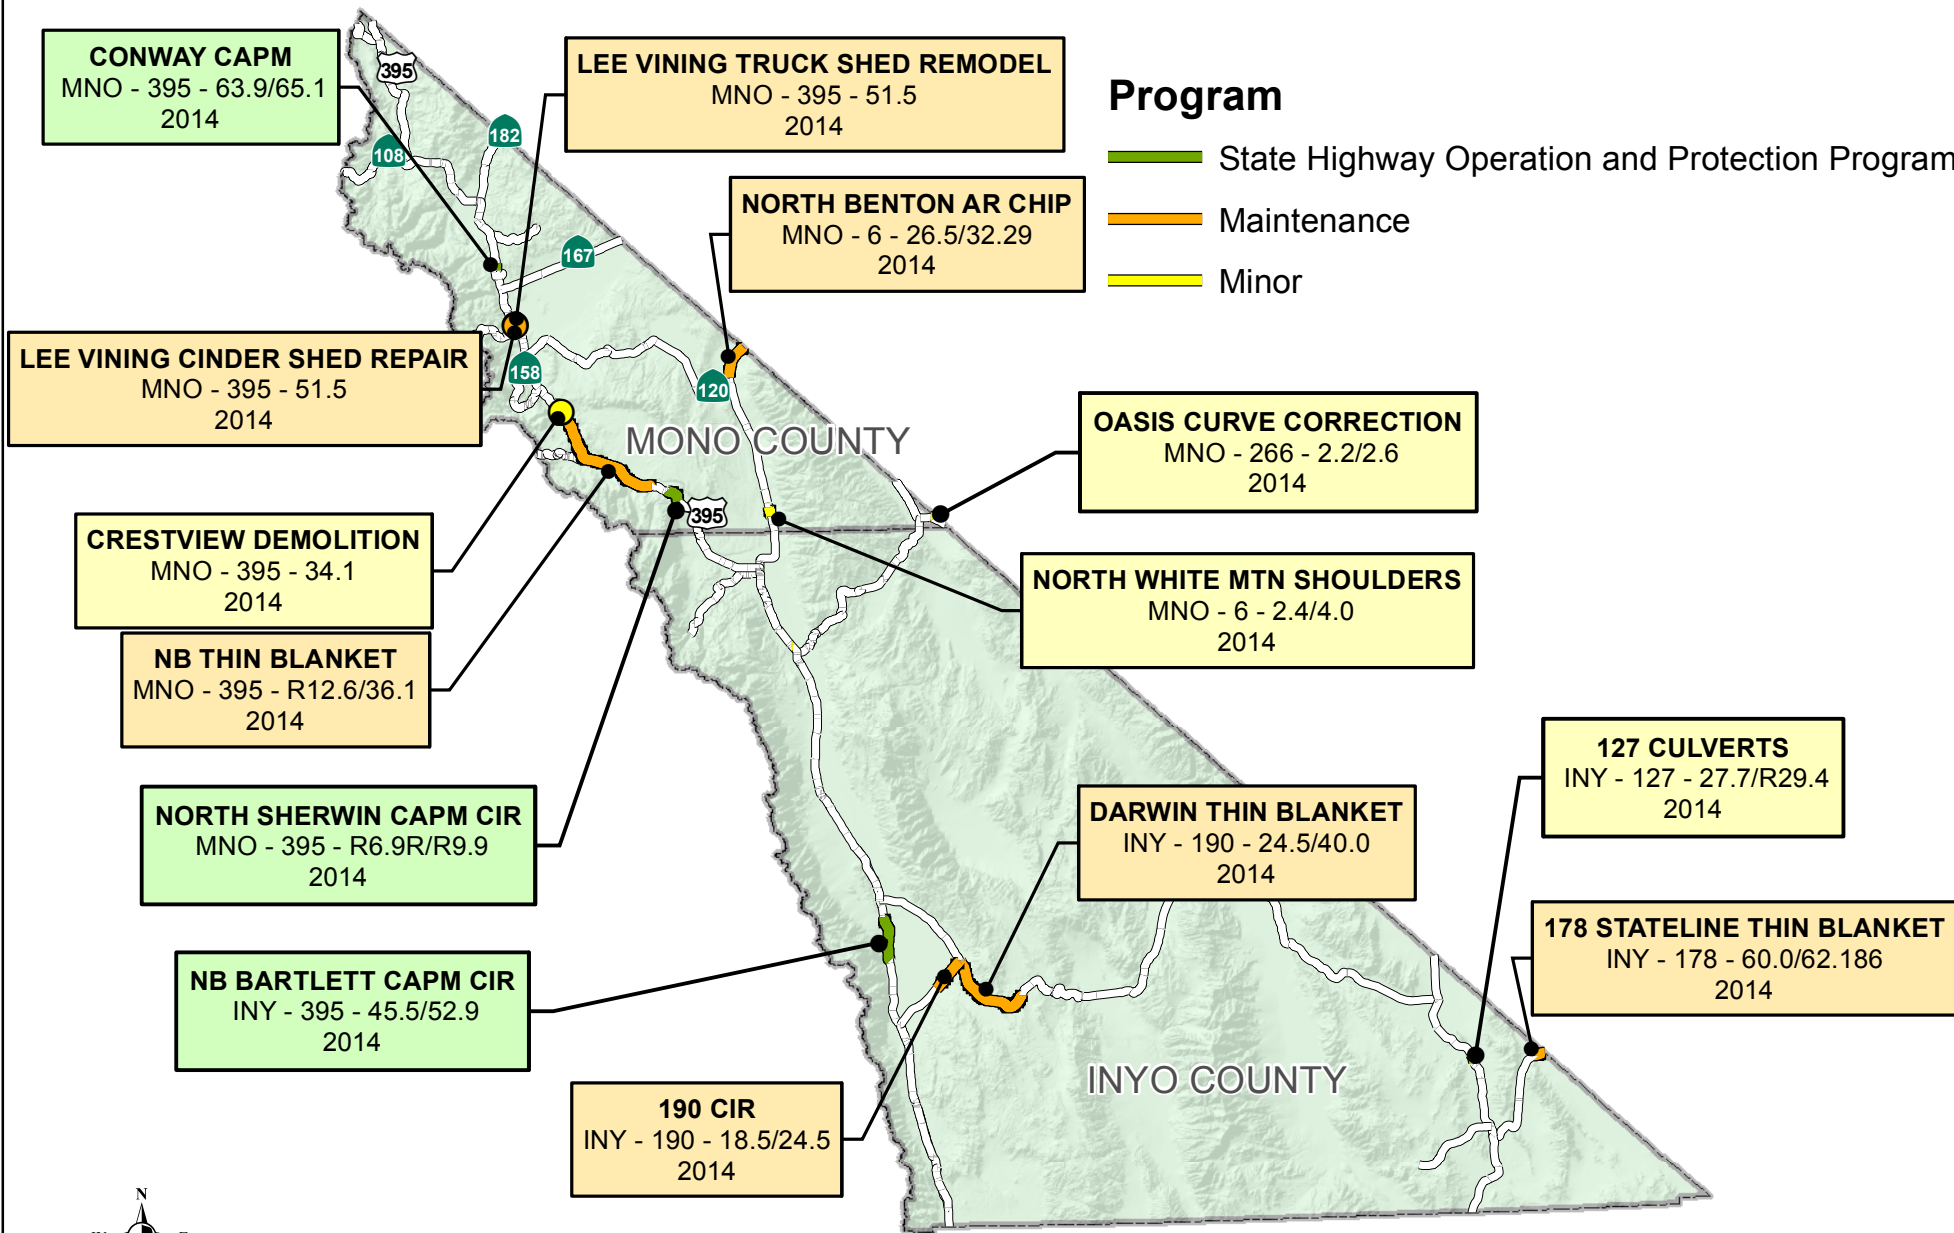 CONWAY CAPM
MNO - 395 - 63.9/65.1
2014
LEE VINING TRUCK SHED REMODEL
MNO - 395 - 51.5
2014
Program
State Highway Operation and Protection Program
Maintenance
Minor
NORTH BENTON AR CHIP
MNO - 6 - 26.5/32.29
2014
395
182
108
167
LEE VINING CINDER SHED REPAIR
MNO - 395 - 51.5
2014
158
120
MONO COUNTY
OASIS CURVE CORRECTION
MNO - 266 - 2.2/2.6
2014
CRESTVIEW DEMOLITION
MNO - 395 - 34.1
2014
395
NORTH WHITE MTN SHOULDERS
MNO - 6 - 2.4/4.0
2014
NB THIN BLANKET
MNO - 395 - R12.6/36.1
2014
127 CULVERTS
INY - 127 - 27.7/R29.4
2014
NORTH SHERWIN CAPM CIR
MNO - 395 - R6.9R/R9.9
2014
DARWIN THIN BLANKET
INY - 190 - 24.5/40.0
2014
178 STATELINE THIN BLANKET
INY - 178 - 60.0/62.186
2014
NB BARTLETT CAPM CIR
INY - 395 - 45.5/52.9
2014
INYO COUNTY
190 CIR
INY - 190 - 18.5/24.5
2014
N